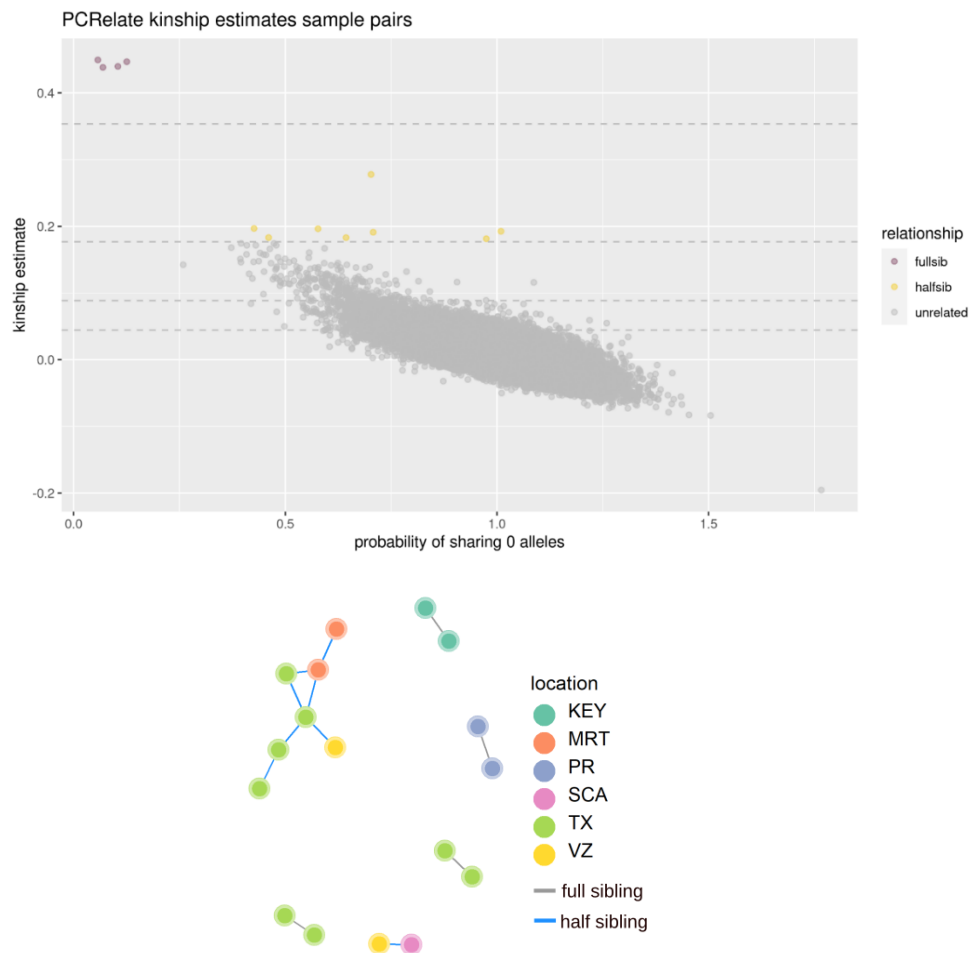 PCRelate kinship estimates sample pairs
kinship estimate
0.4
0.2
0.0
-0.2
0.0 0.5 1.0 1.5
probability of sharing 0 alleles
relationship
fullsib
halfsib
unrelated
location
KEY
MRT
PR
SCA
TX
VZ
full sibling
half sibling